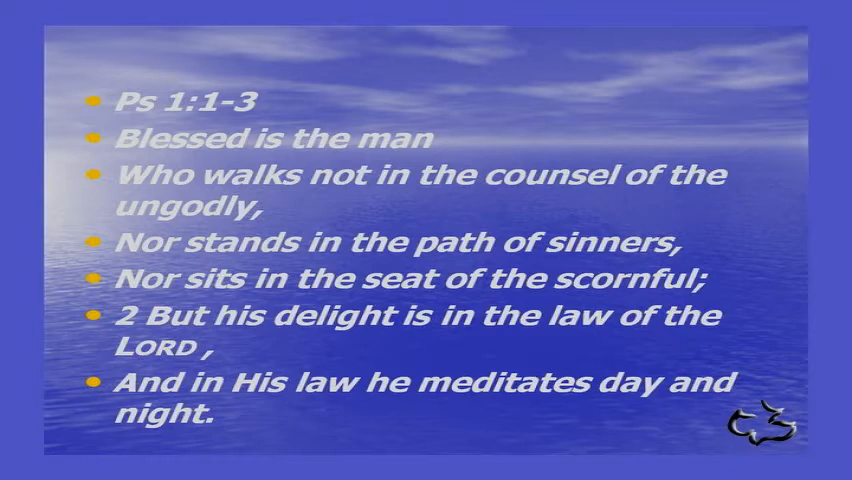 Ps 1:1-3
Blessed is the man
Who walks not in the counsel of the
ungodly,
Nor stands in the path of sinners,
Nor sits in the seat of the scornful;
2 But his delight is in the law of the
LORD ,
And in His law he meditates day and
night.